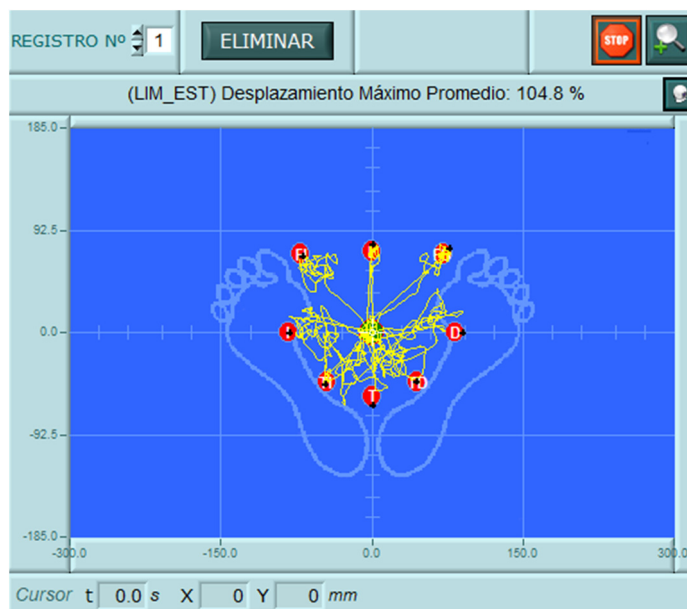 REGISTRO Nº 1 ELIMINAR STOP
(LIM_EST) Desplazamiento Máximo Promedio: 104.8 %
185.0
92.5
0.0
D
T
-92.5
-185.0
-300.0 -150.0 0.0 150.0 300.0
Cursor t 0.0 s X 0 Y 0 mm